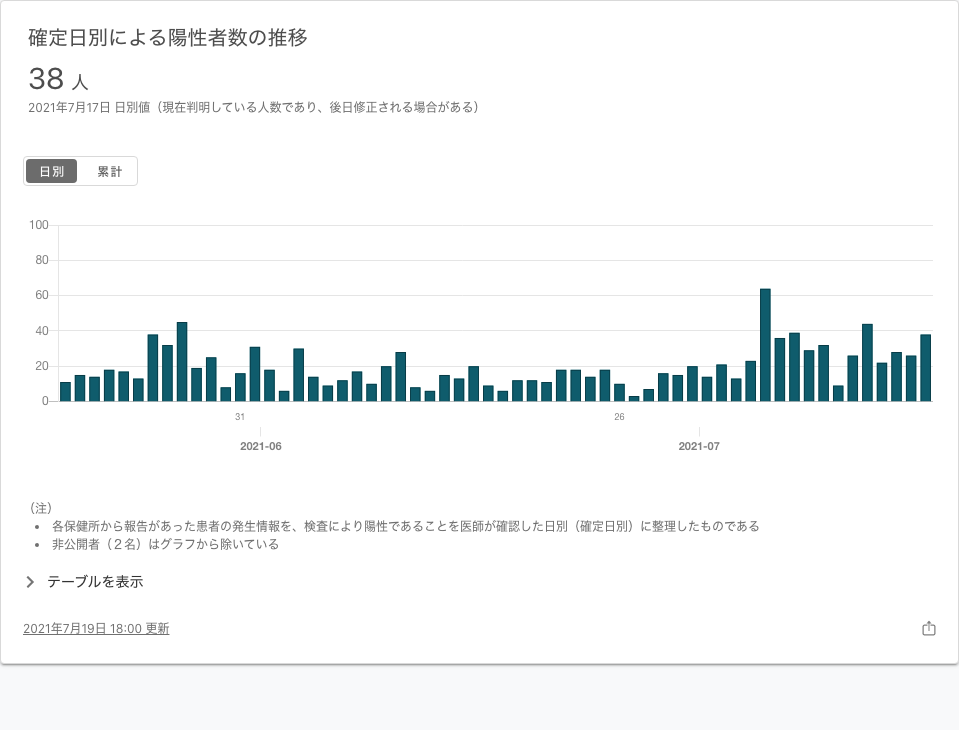 確定日別による陽性者数の推移
38 人
2021年7月17日 日別値（現在判明している人数であり、後日修正される場合がある）
日別 累計
100
80
60
40
20
0
31 26
2021-06 2021-07
（注）
• 各保健所から報告があった患者の発生情報を、検査により陽性であることを医師が確認した日別（確定日別）に整理したものである
• 非公開者（２名）はグラフから除いている
テーブルを表示
2021年7月19日 18:00 更新